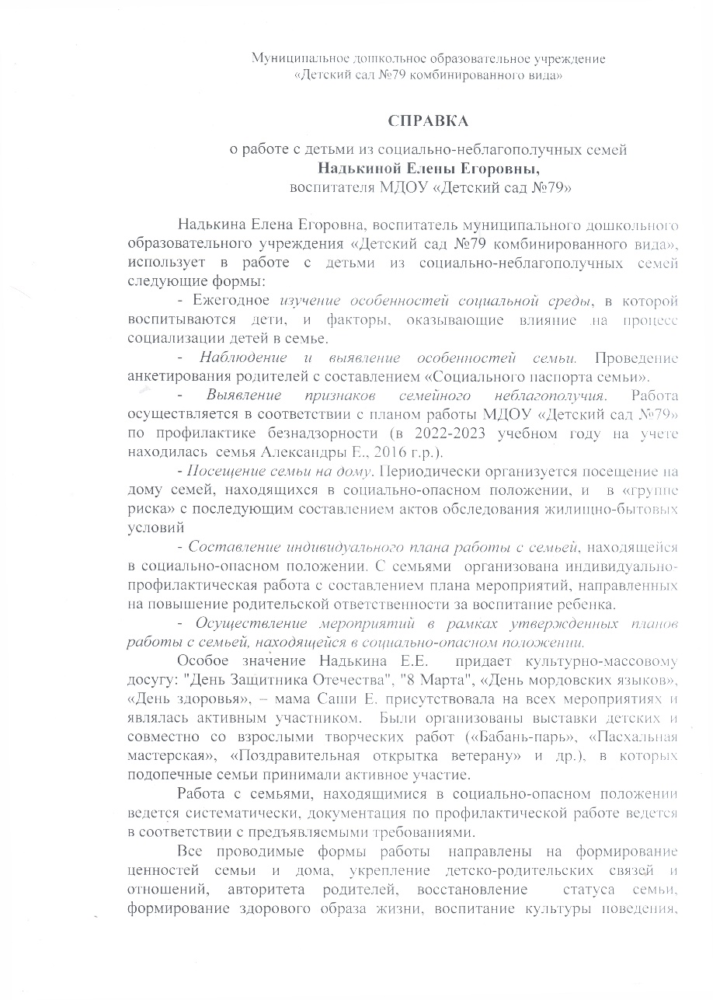 Муниципальное дошкольное образовательное учреждение
«Детский сад №79 комбинированного вида»
СПРАВКА
о работе с детьми из социально-неблагополучных семей
Надькиной Елены Егоровны,
воспитателя МДОУ «Детский сад №79»
Надькина Елена Егоровна, воспитатель муниципального дошкольного
образовательного учреждения «Детский сад №79 комбинированного вида»,
использует в работе с детьми из социально-неблагополучных семей
следующие формы:
- Ежегодное изучение особенностей социальной среды, в которой
воспитываются дети, и факторы, оказывающие влияние на процесс
социализации детей в семье.
- Наблюдение и выявление особенностей семьи. Проведение
анкетирования родителей с составлением «Социального паспорта семьи».
- Выявление признаков семейного неблагополучия. Работа
осуществляется в соответствии с планом работы МДОУ «Детский сад №79»
по профилактике безнадзорности (в 2022-2023 учебном году на учете
находилась семья Александры Е., 2016 г.р.).
- Посещение семьи на дому. Периодически организуется посещение на
дому семей, находящихся в социально-опасном положении, и в «группе
риска» с последующим составлением актов обследования жилищно-бытовых
условий
- Составление индивидуального плана работы с семьей, находящейся
в социально-опасном положении. С семьями организована индивидуально-
профилактическая работа с составлением плана мероприятий, направленных
на повышение родительской ответственности за воспитание ребенка.
- Осуществление мероприятий в рамках утвержденных планов
работы с семьей, находящейся в социально-опасном положении.
Особое значение Надькина Е.Е. придает культурно-массовому
досугу: "День Защитника Отечества", "8 Марта", «День мордовских языков»,
«День здоровья», – мама Саши Е. присутствовала на всех мероприятиях и
являлась активным участником. Были организованы выставки детских и
совместно со взрослыми творческих работ («Бабань-парь», «Пасхальная
мастерская», «Поздравительная открытка ветерану» и др.), в которых
подопечные семьи принимали активное участие.
Работа с семьями, находящимися в социально-опасном положении
ведется систематически, документация по профилактической работе ведется
в соответствии с предъявляемыми требованиями.
Все проводимые формы работы направлены на формирование
ценностей семьи и дома, укрепление детско-родительских связей и
отношений, авторитета родителей, восстановление статуса семьи,
формирование здорового образа жизни, воспитание культуры поведения,